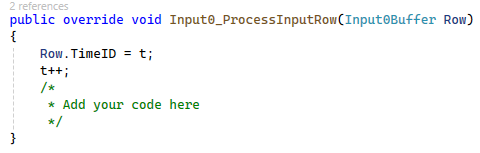 2 references
public override void Input0_ProcessInputRow(Input0Buffer Row)
{
Row.TimeID = t;
t++;
/*
* Add your code here
*/
}